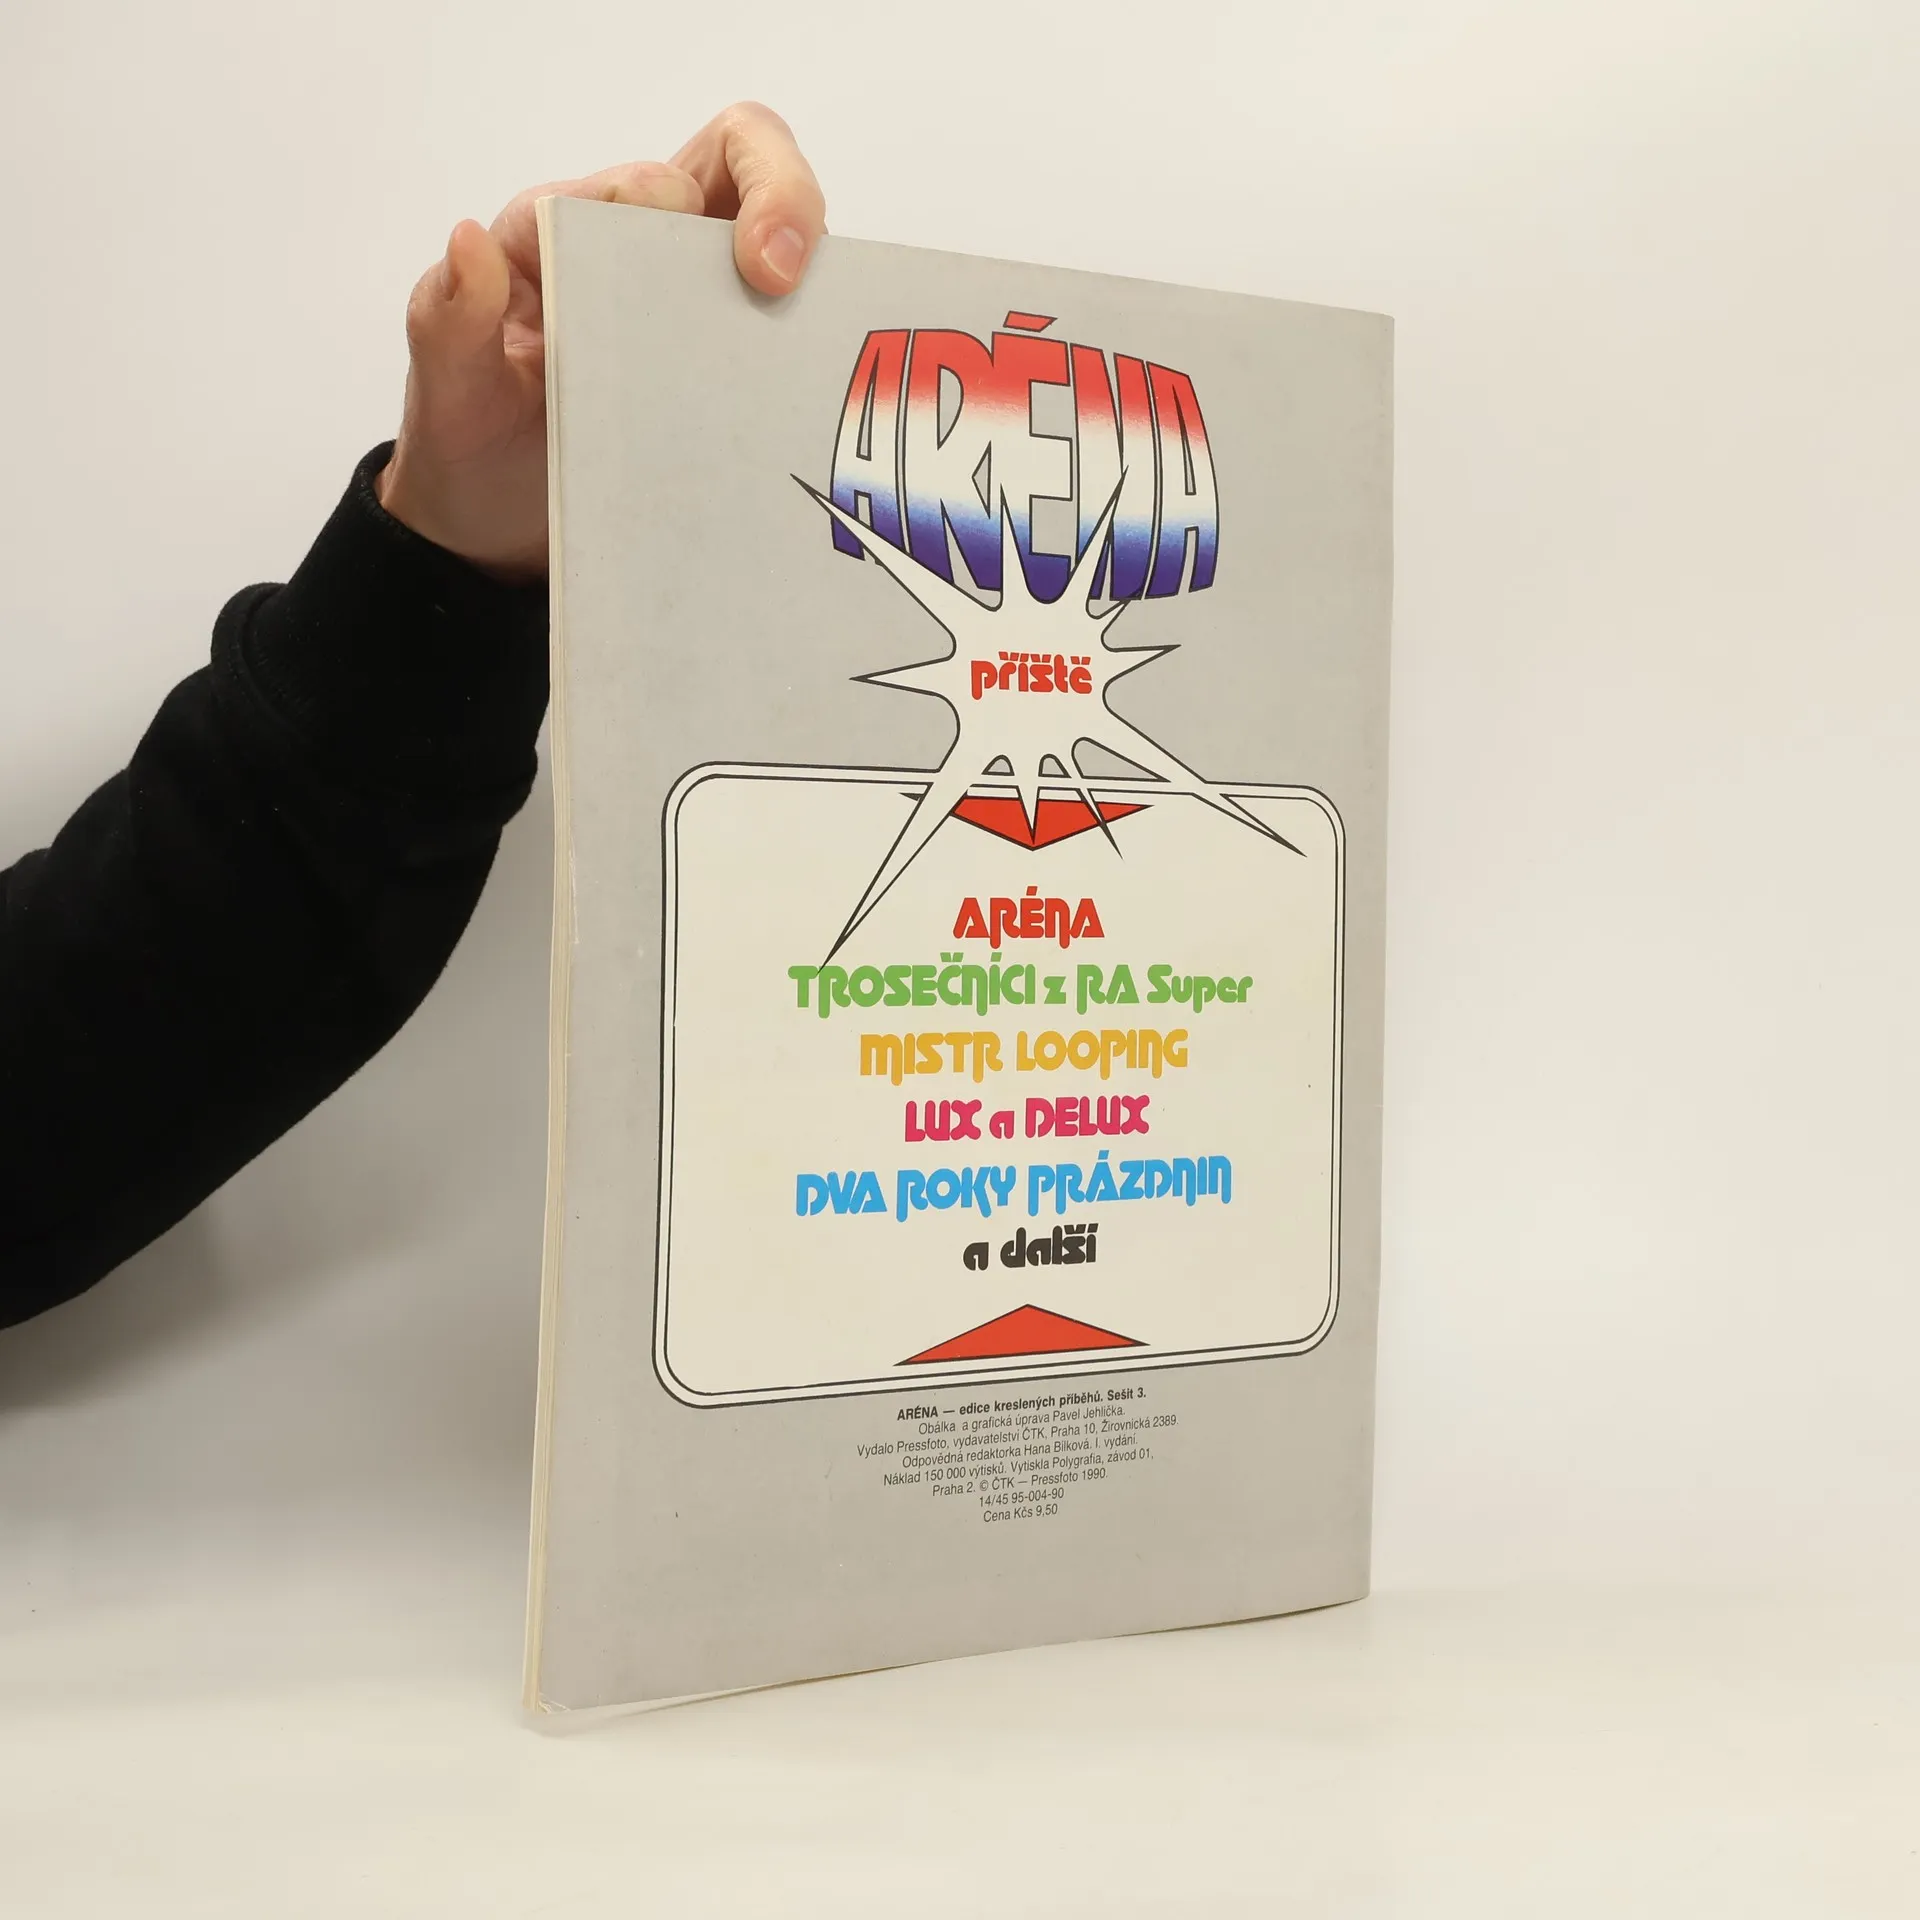 ARÉNA
příště
ARÉNA
TROSEČNÍCI z RA Super
MISTR LOOPING
LUX a DELUX
DVA ROKY PRÁZDNIN
a další
ARÉNA — edice kreslených příběhů. Sešit 3.
Obálka a grafická úprava Pavel Jehlička.
Vydalo Pressfoto, vydavatelství ČTK, Praha 10, Žirovnická 2389.
Odpovědná redaktorka Hana Bílková. I. vydání.
Náklad 150 000 výtisků. Vytiskla Polygrafia, závod 01,
Praha 2. © ČTK — Pressfoto 1990.
14/45 95-004-90
Cena Kčs 9,50